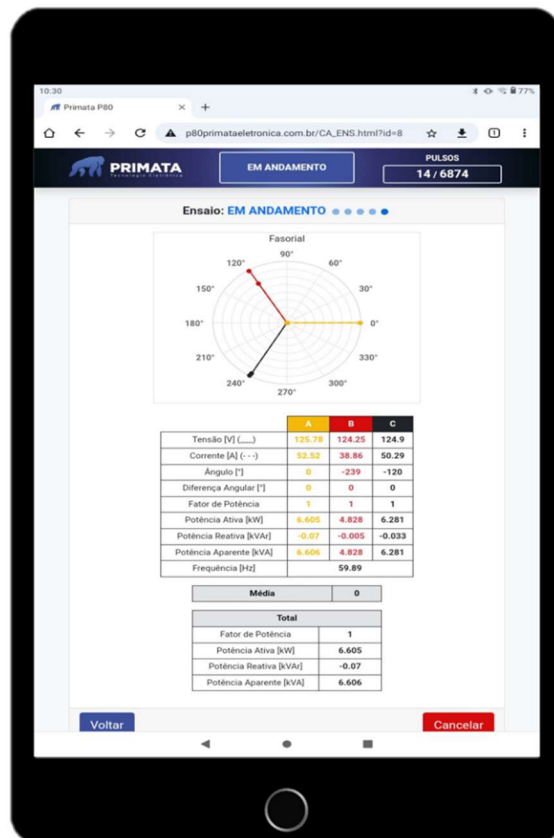 10:30
77%
Primata P80
p80primataeletronica.com.br/CA_ENS.html?id=8
1
PRIMATA
Tecnologia Eletrônica
EM ANDAMENTO
PULSOS
14 / 6874
Ensaio: EM ANDAMENTO
Fasorial
90°
120° 60°
150° 30°
180° 0°
210° 330°
240° 300°
270°
A B C
Tensão [V] (___) 125.78 124.25 124.9
Corrente [A] (- - -) 52.52 38.86 50.29
Ângulo [°] 0 -239 -120
Diferença Angular [°] 0 0 0
Fator de Potência 1 1 1
Potência Ativa [kW] 6.605 4.828 6.281
Potência Reativa [kVAr] -0.07 -0.005 -0.033
Potência Aparente [kVA] 6.606 4.828 6.281
Frequência [Hz] 59.89
Média 0
Total
Fator de Potência 1
Potência Ativa [kW] 6.605
Potência Reativa [kVAr] -0.07
Potência Aparente [kVA] 6.606
Voltar Cancelar